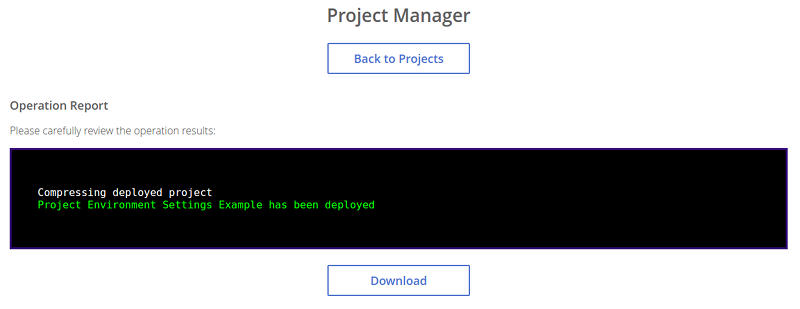 Project Manager
Back to Projects
Operation Report
Please carefully review the operation results:
Compressing deployed project
Project Environment Settings Example has been deployed
Download